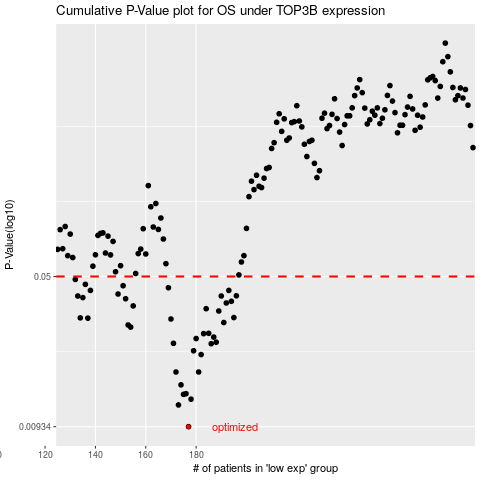 Cumulative P-Value plot for OS under TOP3B expression
P-Value(log10)
0.05
0.00934
optimized
0 120 140 160 180
# of patients in 'low exp' group